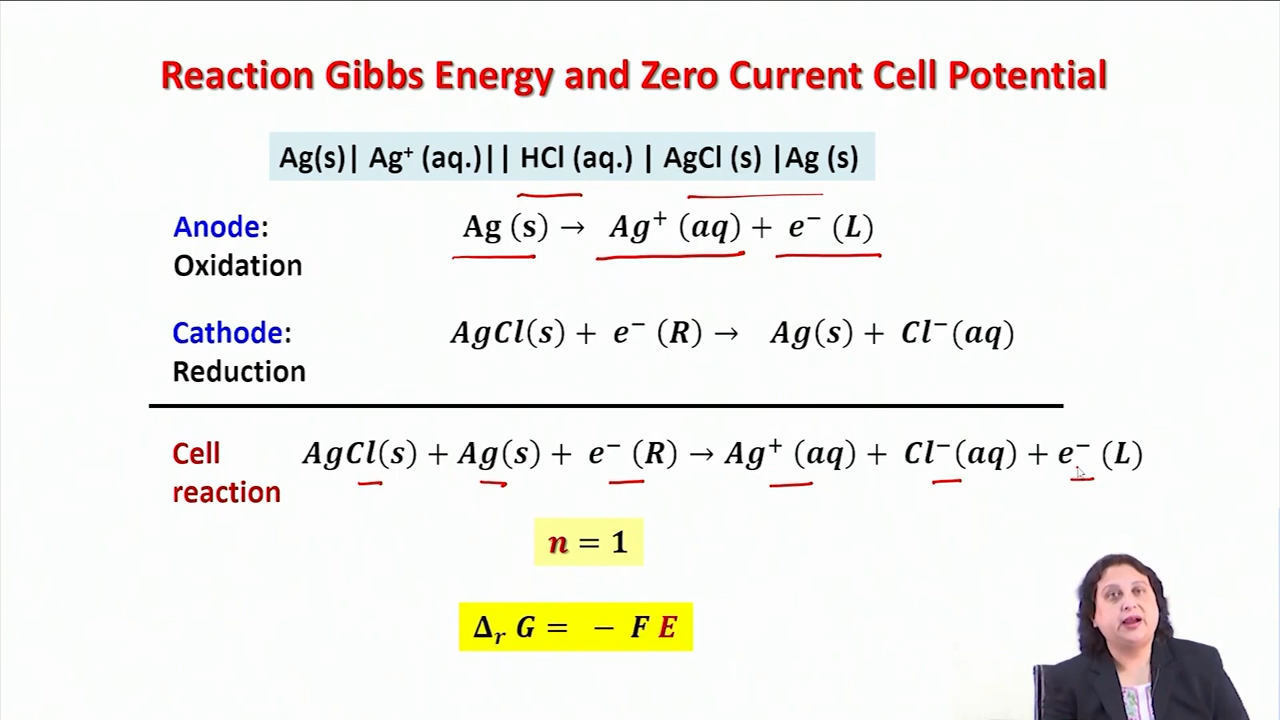 Reaction Gibbs Energy and Zero Current Cell Potential
Ag(s)| Ag⁺ (aq.)|| HCl (aq.) | AgCl (s) |Ag (s)
Anode: Ag (s) → Ag⁺ (aq) + e⁻ (L)
Oxidation
Cathode: AgCl(s) + e⁻ (R) → Ag(s) + Cl⁻(aq)
Reduction
Cell AgCl(s) + Ag(s) + e⁻ (R) → Ag⁺ (aq) + Cl⁻(aq) + e⁻ (L)
reaction
n = 1
Δᵣ G = − F E